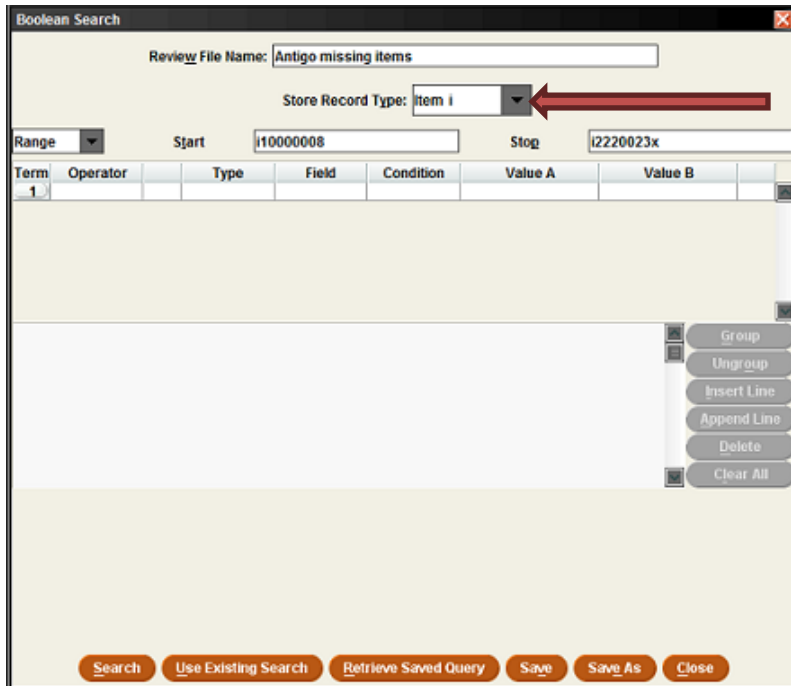 Boolean Search
Review File Name: Antigo missing items
Store Record Type: Item i
Range Start i10000008 Stop i2220023x
Term Operator Type Field Condition Value A Value B
1
Group
Ungroup
Insert Line
Append Line
Delete
Clear All
Search Use Existing Search Retrieve Saved Query Save Save As Close